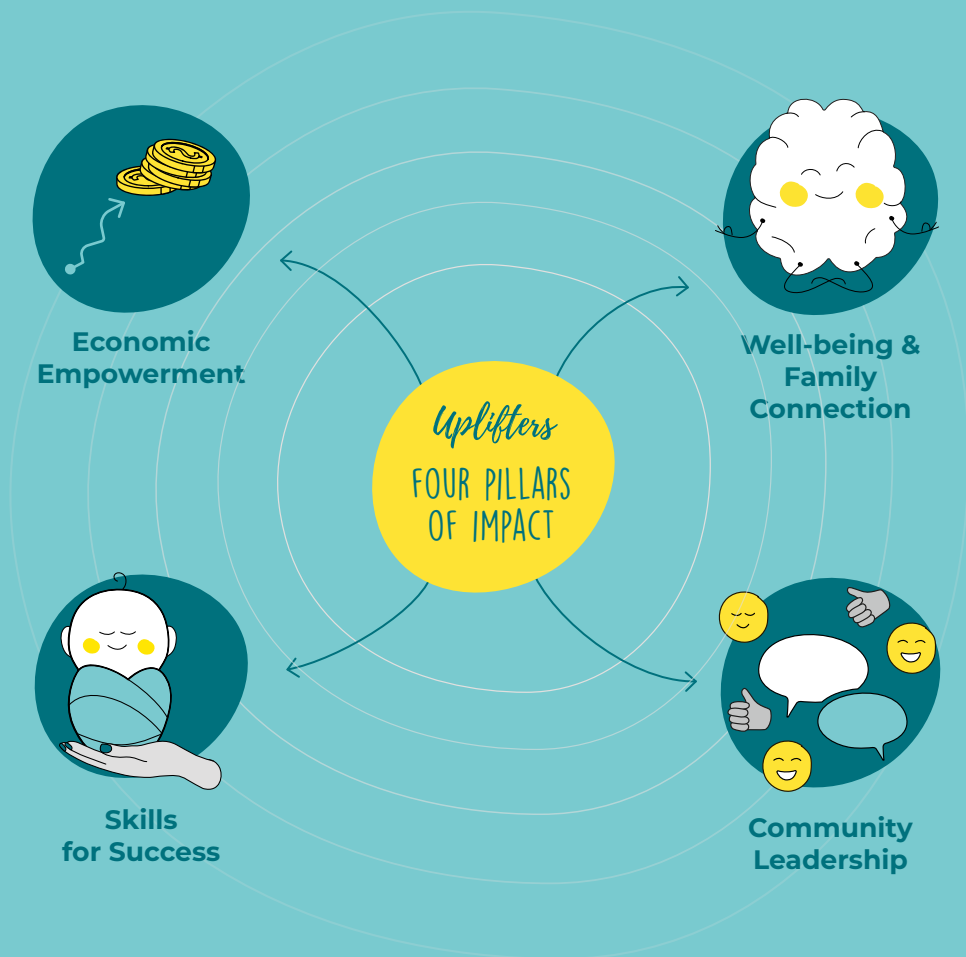 Economic
Empowerment
Well-being &
Family
Connection
Uplifters
FOUR PILLARS
OF IMPACT
Skills
for Success
Community
Leadership